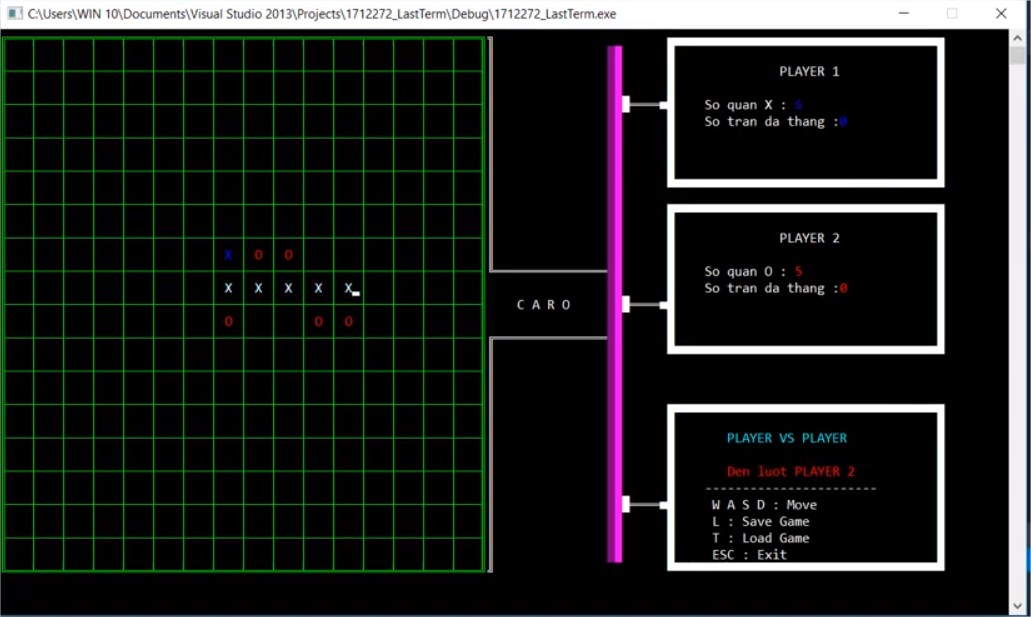 C:\Users\WIN 10\Documents\Visual Studio 2013\Projects\1712272_LastTerm\Debug\1712272_LastTerm.exe
X O O
X X X X X
O O O
C A R O
PLAYER 1
So quan X :
So tran da thang :0
PLAYER 2
So quan O : 5
So tran da thang :0
PLAYER VS PLAYER
Den luot PLAYER 2
-----------------------
W A S D : Move
L : Save Game
T : Load Game
ESC : Exit